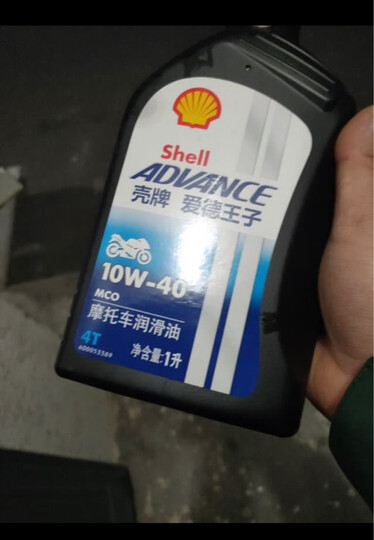 Shell
ADVANCE
壳牌 爱德王子
10W-40
MCO
摩托车润滑油
4T 净含量:1升
600053569